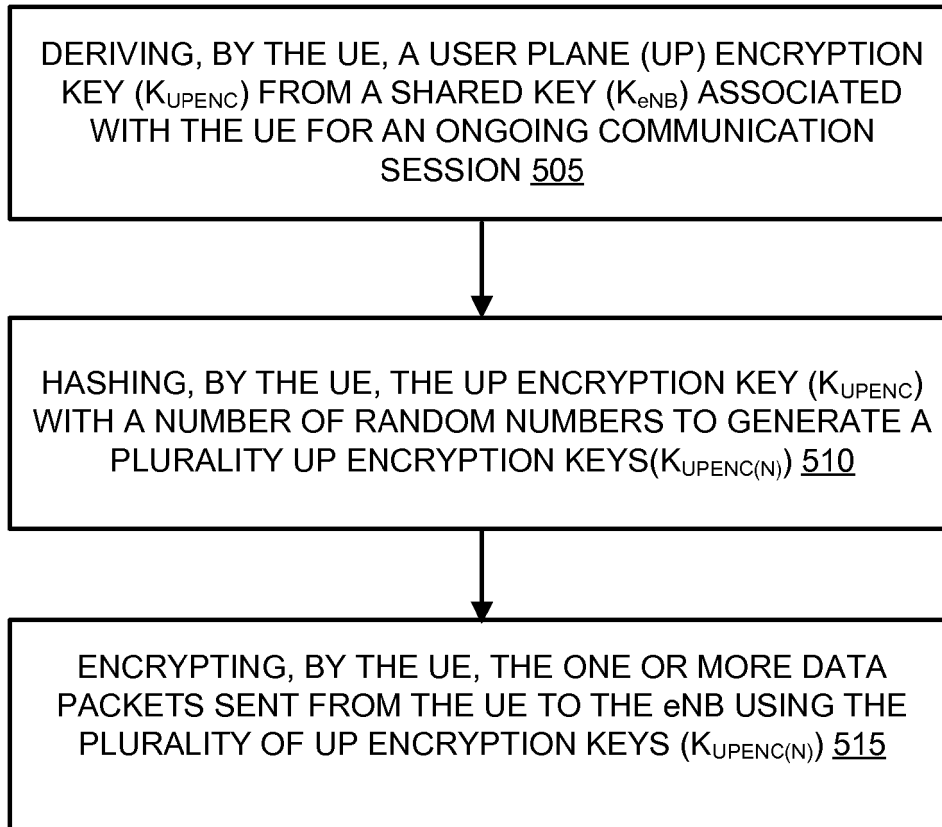 DERIVING, BY THE UE, A USER PLANE (UP) ENCRYPTION
KEY (KUPENC) FROM A SHARED KEY (KeNB) ASSOCIATED
WITH THE UE FOR AN ONGOING COMMUNICATION
SESSION 505
HASHING, BY THE UE, THE UP ENCRYPTION KEY (KUPENC)
WITH A NUMBER OF RANDOM NUMBERS TO GENERATE A
PLURALITY UP ENCRYPTION KEYS(KUPENC(N)) 510
ENCRYPTING, BY THE UE, THE ONE OR MORE DATA
PACKETS SENT FROM THE UE TO THE eNB USING THE
PLURALITY OF UP ENCRYPTION KEYS (KUPENC(N)) 515